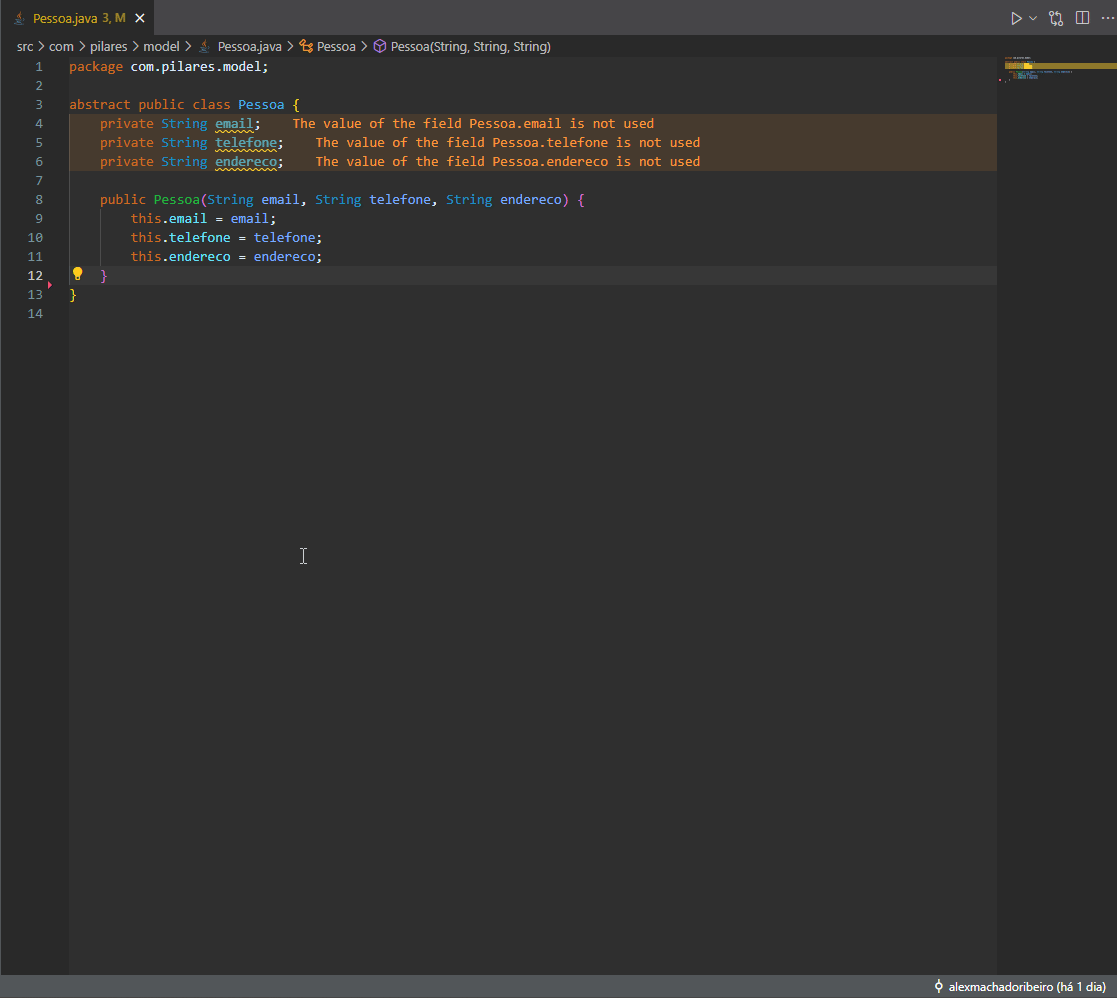 Pessoa.java 3, M
src > com > pilares > model > Pessoa.java > Pessoa > Pessoa(String, String, String)
1 package com.pilares.model;
2
3 abstract public class Pessoa {
4 private String email; The value of the field Pessoa.email is not used
5 private String telefone; The value of the field Pessoa.telefone is not used
6 private String endereco; The value of the field Pessoa.endereco is not used
7
8 public Pessoa(String email, String telefone, String endereco) {
9 this.email = email;
10 this.telefone = telefone;
11 this.endereco = endereco;
12 }
13 }
14
alexmachadoribeiro (há 1 dia)